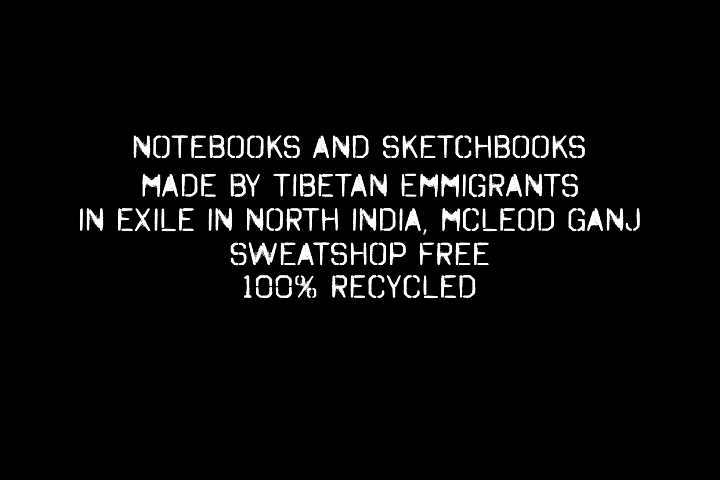 NOTEBOOKS AND SKETCHBOOKS
MADE BY TIBETAN EMMIGRANTS
IN EXILE IN NORTH INDIA, MCLEOD GANJ
SWEATSHOP FREE
100% RECYCLED